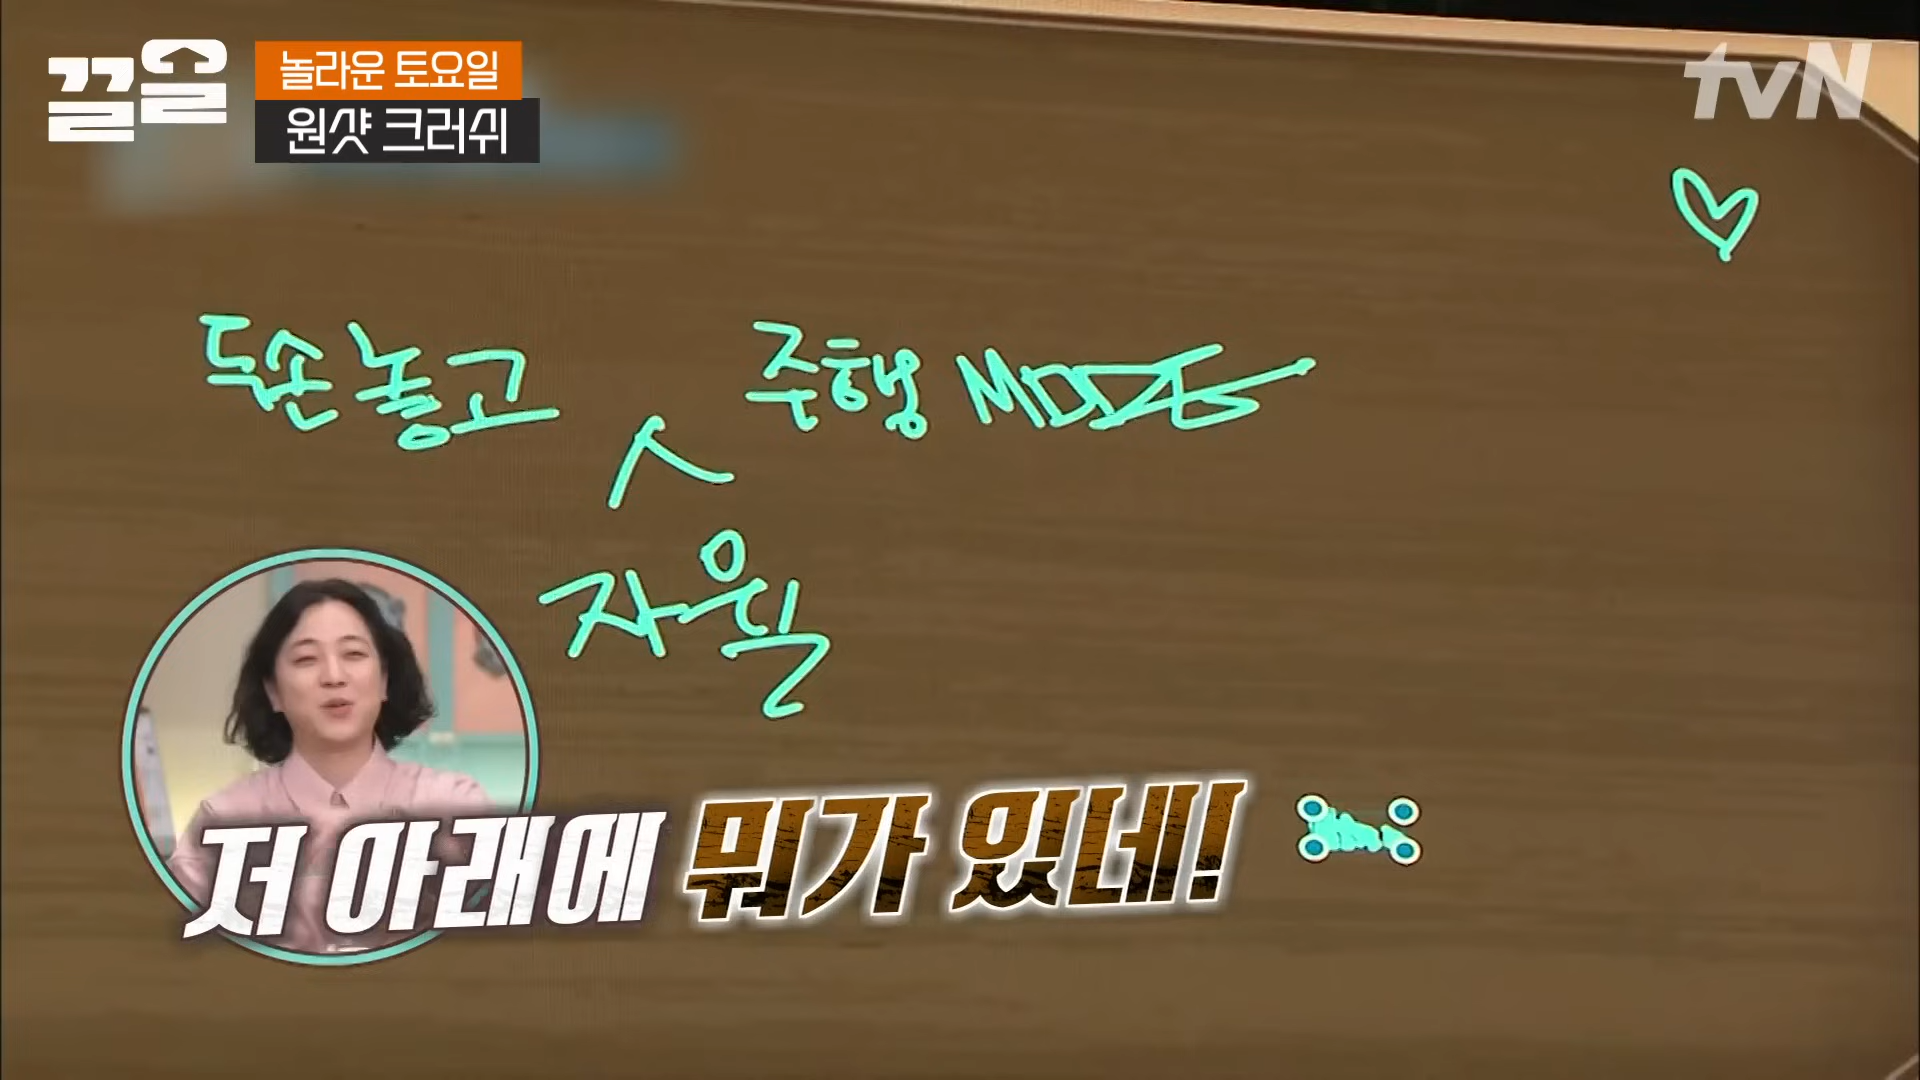 끌올
놀라운 토요일
원샷 크러쉬
tvN
두손 놓고 주행 MODE
자율
저 아래에 뭐가 있네!